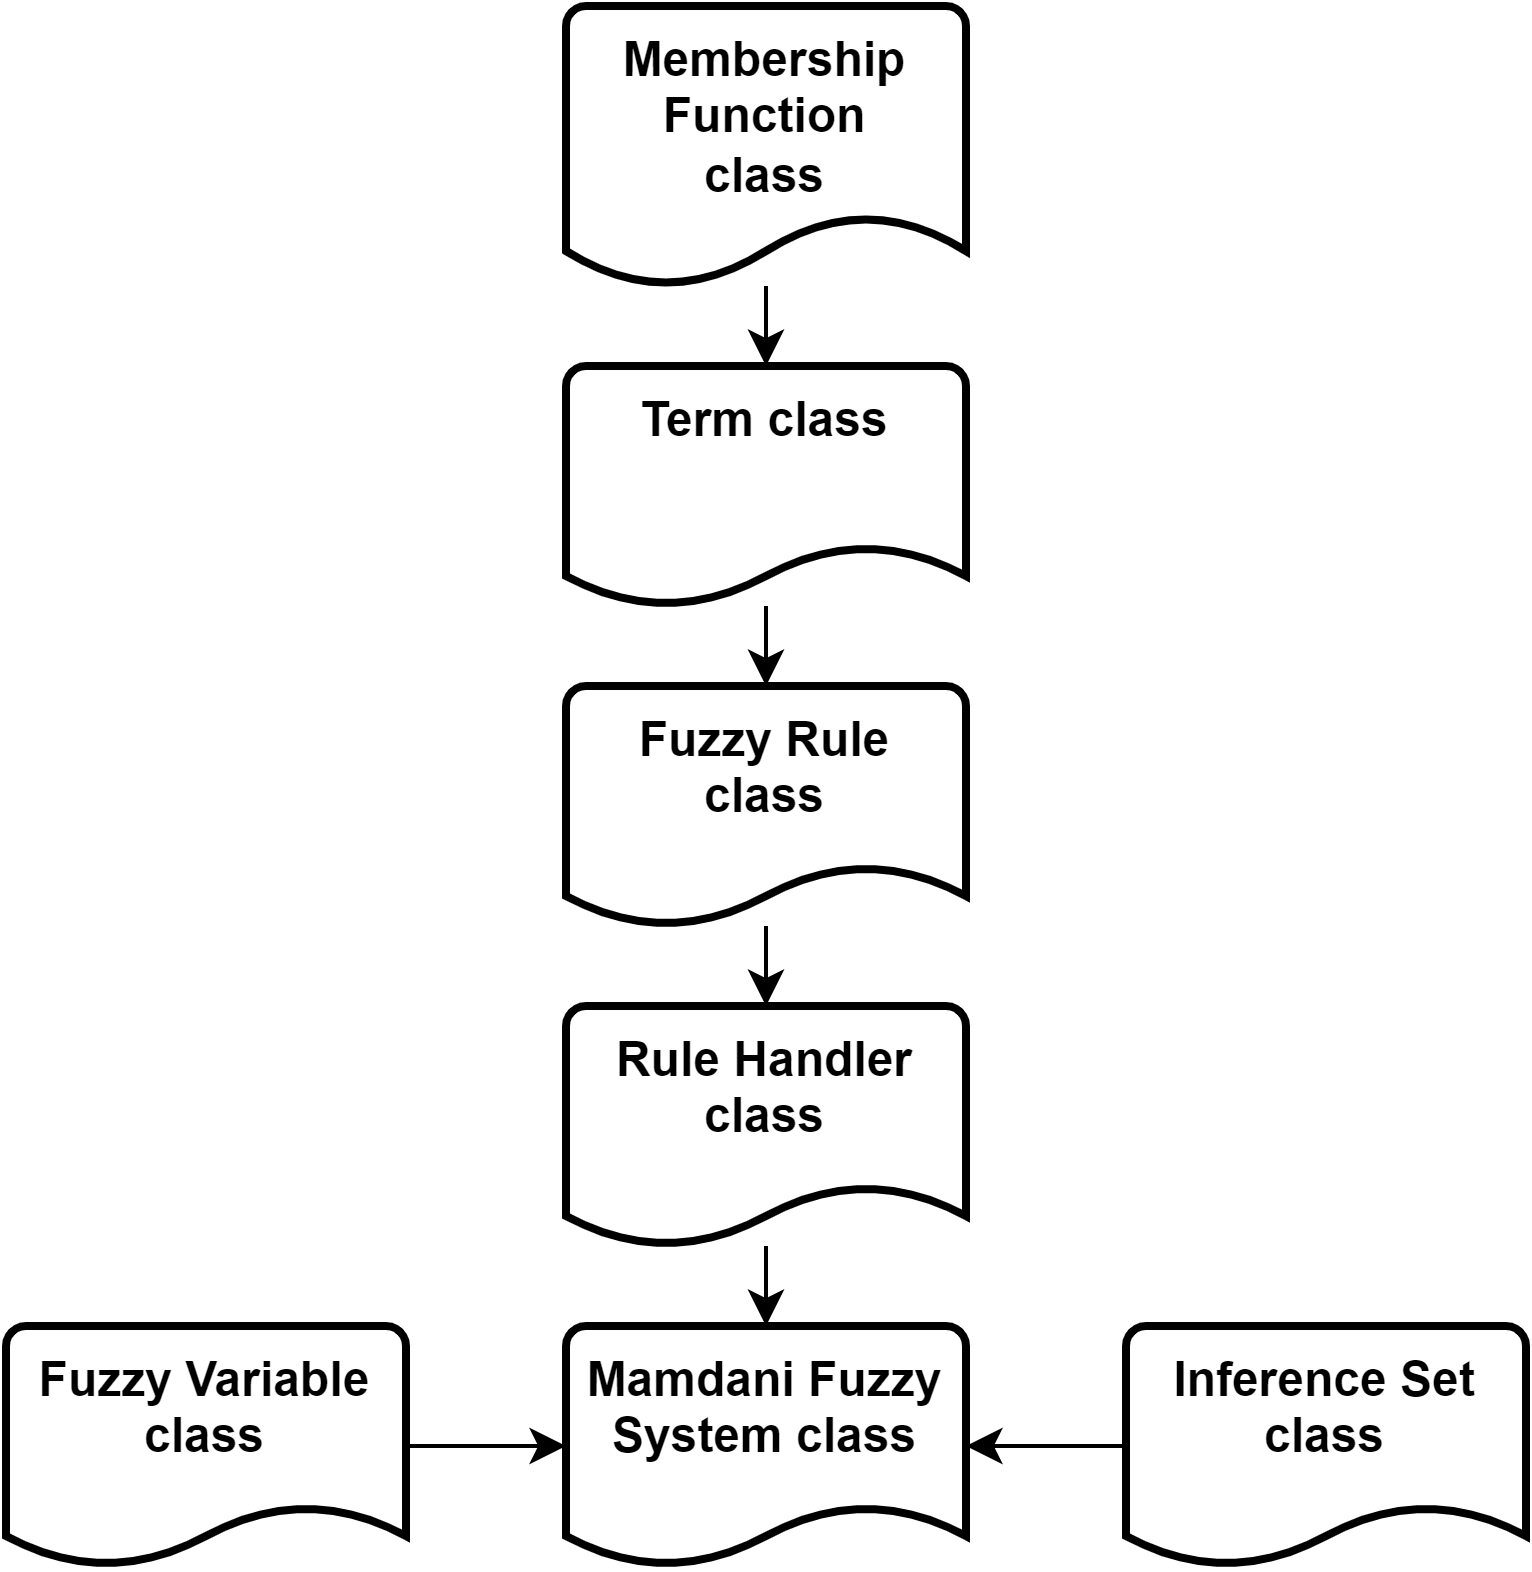 Membership
Function
class
Term class
Fuzzy Rule
class
Rule Handler
class
Fuzzy Variable
class
Mamdani Fuzzy
System class
Inference Set
class